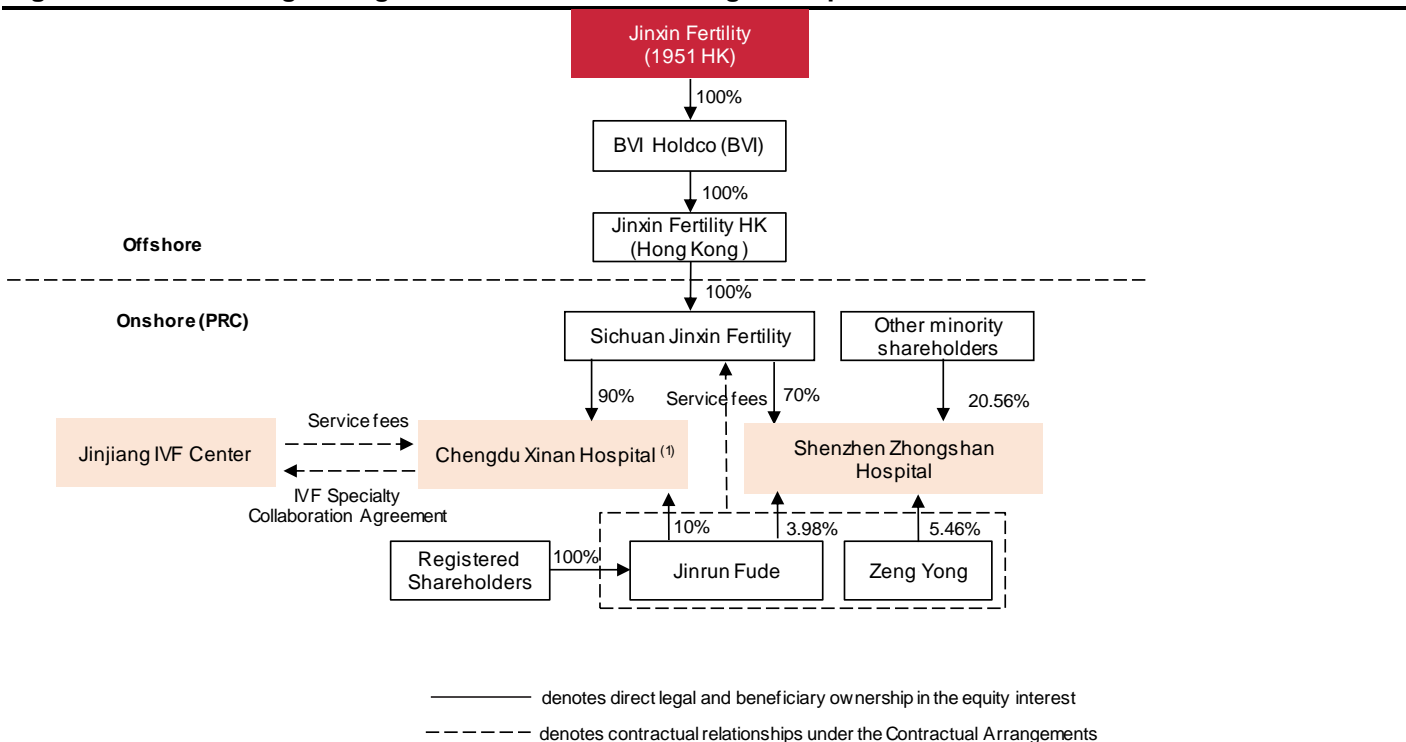 Jinxin Fertility
(1951 HK)
100%
BVI Holdco (BVI)
100%
Jinxin Fertility HK
(Hong Kong )
Offshore
100%
Onshore (PRC)
Sichuan Jinxin Fertility
Other minority
shareholders
90%
Service fees
70%
20.56%
Service fees
Jinjiang IVF Center
Chengdu Xinan Hospital (1)
Shenzhen Zhongshan
Hospital
IVF Specialty
Collaboration Agreement
10%
3.98%
5.46%
Registered
Shareholders
100%
Jinrun Fude
Zeng Yong
denotes direct legal and beneficiary ownership in the equity interest
denotes contractual relationships under the Contractual Arrangements